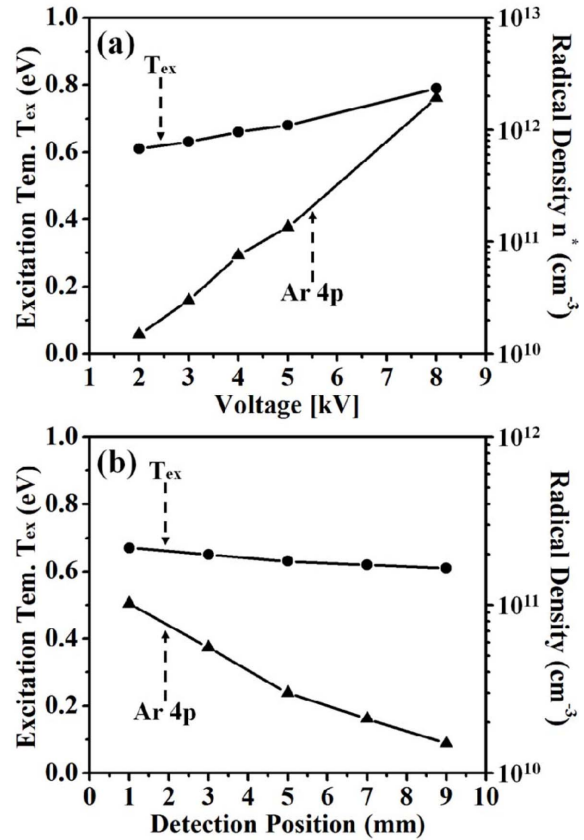 (a)
Excitation Tem. Tex (eV)
1.0
0.8
0.6
0.4
0.2
0.0
Tex
Ar 4p
10^13
10^12
10^11
10^10
Radical Density n* (cm^-3)
1 2 3 4 5 6 7 8 9
Voltage [kV]
(b)
Excitation Tem. Tex (eV)
1.0
0.8
0.6
0.4
0.2
0.0
Tex
Ar 4p
10^12
10^11
10^10
Radical Density (cm^-3)
0 1 2 3 4 5 6 7 8 9 10
Detection Position (mm)